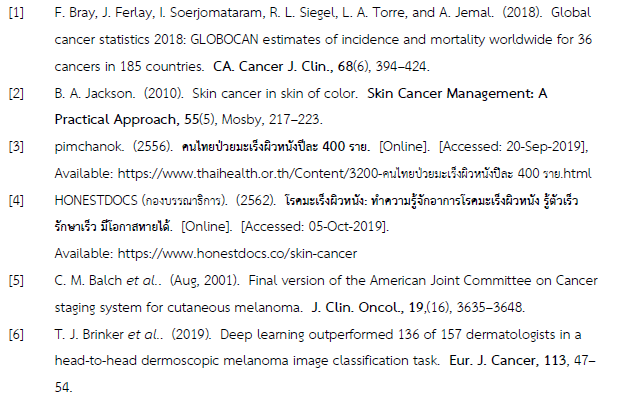 [1] F. Bray, J. Ferlay, I. Soerjomataram, R. L. Siegel, L. A. Torre, and A. Jemal. (2018). Global
cancer statistics 2018: GLOBOCAN estimates of incidence and mortality worldwide for 36
cancers in 185 countries. CA. Cancer J. Clin., 68(6), 394–424.
[2] B. A. Jackson. (2010). Skin cancer in skin of color. Skin Cancer Management: A
Practical Approach, 55(5), Mosby, 217–223.
[3] pimchanok. (2556). คนไทยป่วยมะเร็งผิวหนังปีละ 400 ราย. [Online]. [Accessed: 20-Sep-2019],
Available: https://www.thaihealth.or.th/Content/3200-คนไทยป่วยมะเร็งผิวหนังปีละ 400 ราย.html
[4] HONESTDOCS (กองบรรณาธิการ). (2562). โรคมะเร็งผิวหนัง: ทำความรู้จักอาการโรคมะเร็งผิวหนัง รู้ตัวเร็ว
รักษาเร็ว มีโอกาสหายได้. [Online]. [Accessed: 05-Oct-2019].
Available: https://www.honestdocs.co/skin-cancer
[5] C. M. Balch et al.. (Aug, 2001). Final version of the American Joint Committee on Cancer
staging system for cutaneous melanoma. J. Clin. Oncol., 19,(16), 3635–3648.
[6] T. J. Brinker et al.. (2019). Deep learning outperformed 136 of 157 dermatologists in a
head-to-head dermoscopic melanoma image classification task. Eur. J. Cancer, 113, 47–
54.